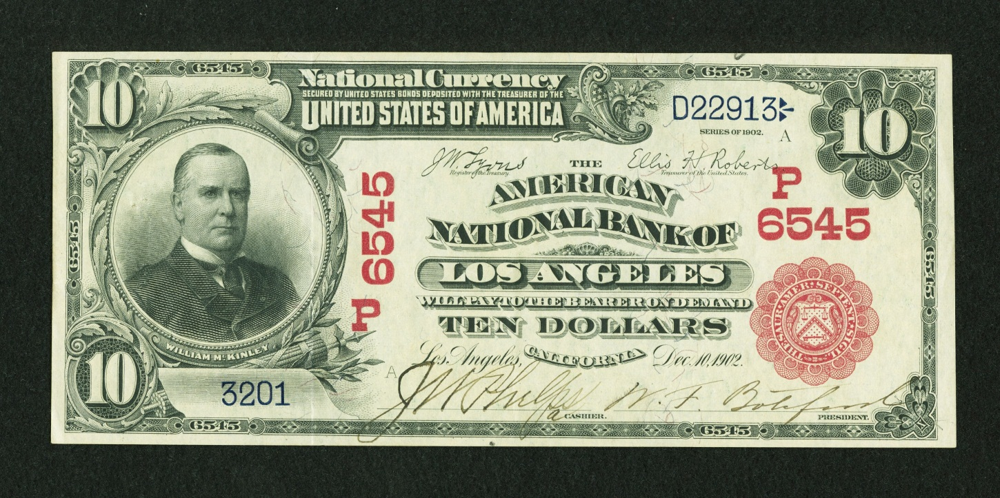 6545 6545
10 National Currency
SECURED BY UNITED STATES BONDS DEPOSITED WITH THE TREASURER OF THE
UNITED STATES OF AMERICA
D22913
SERIES OF 1902. A
10
J W Lyons THE Ellis H Roberts
Register of the Treasury. Treasurer of the United States.
AMERICAN
NATIONAL BANK OF
LOS ANGELES
WILL PAY TO THE BEARER ON DEMAND
TEN DOLLARS
Los Angeles, CALIFORNIA Dec. 10, 1902.
P 6545
P
6545
THESAUR. AMER. SEPTENT. SIGIL.
6545
6545
WILLIAM McKINLEY
10 3201
A
J W Phelps W. F. Botsford
a CASHIER. PRESIDENT.
6545 6545